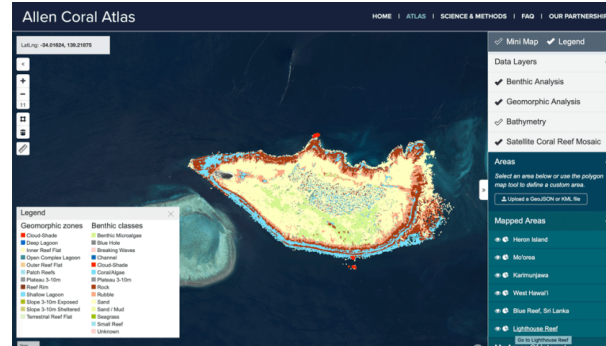 Allen Coral Atlas
HOME | ATLAS | SCIENCE & METHODS | FAQ | OUR PARTNERSHIP
LatLng: -34.01624, 139.21875
Mini Map Legend
Data Layers
Benthic Analysis
Geomorphic Analysis
Bathymetry
Satellite Coral Reef Mosaic
Areas
Select an area below or use the polygon
map tool to define a custom area.
Upload a GeoJSON or KML file
Mapped Areas
Heron Island
Mo'orea
Karimunjawa
West Hawai'i
Blue Reef, Sri Lanka
Lighthouse Reef
Go to Lighthouse Reef
Legend
Geomorphic zones
Cloud-Shade
Deep Lagoon
Inner Reef Flat
Open Complex Lagoon
Outer Reef Flat
Patch Reefs
Plateau 3-10m
Reef Rim
Shallow Lagoon
Slope 3-10m Exposed
Slope 3-10m Sheltered
Terrestrial Reef Flat
Benthic classes
Benthic Microalgae
Blue Hole
Breaking Waves
Channel
Cloud-Shade
Coral/Algae
Plateau 3-10m
Rock
Rubble
Sand
Sand / Mud
Seagrass
Small Reef
Unknown